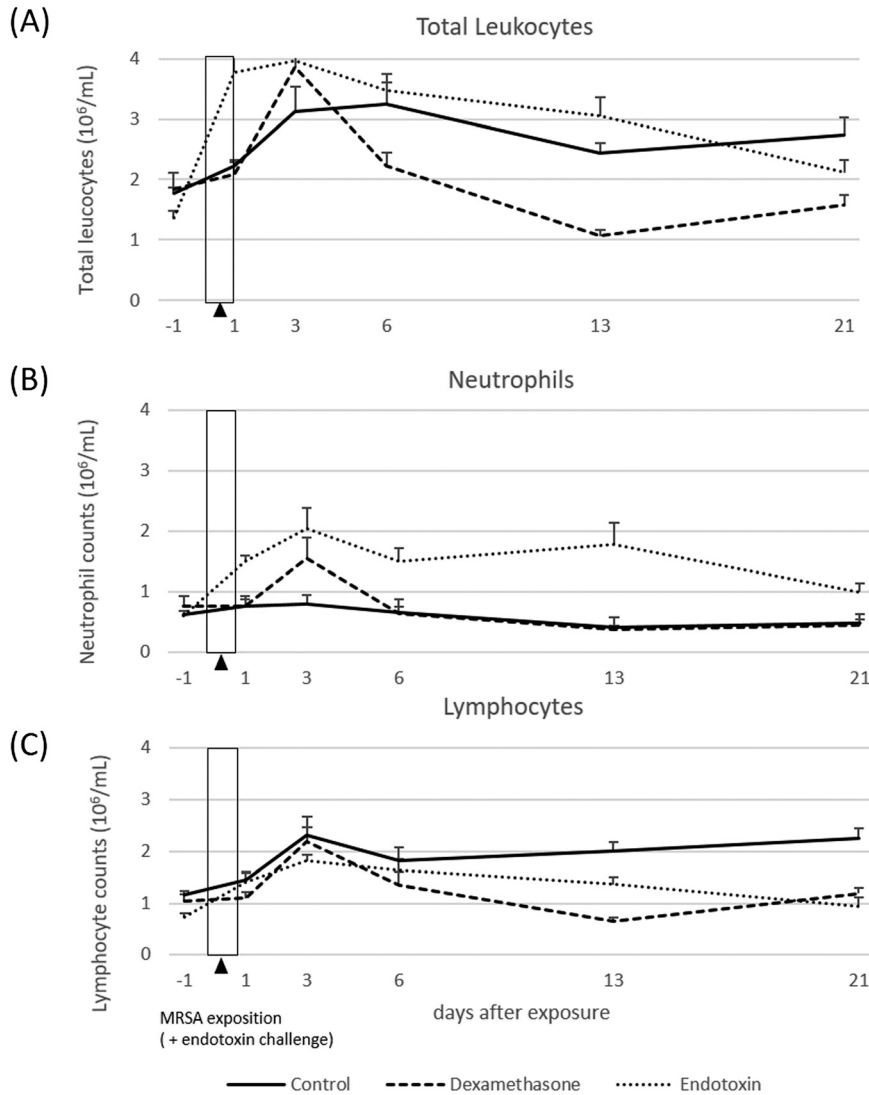 (A)
Total Leukocytes
Total leucocytes (10⁶/mL)
4
3
2
1
0
-1 1 3 6 13 21
(B)
Neutrophils
Neutrophil counts (10⁶/mL)
4
3
2
1
0
-1 1 3 6 13 21
Lymphocytes
(C)
Lymphocyte counts (10⁶/mL)
4
3
2
1
0
-1 1 3 6 13 21
MRSA exposition
( + endotoxin challenge)
days after exposure
Control Dexamethasone Endotoxin